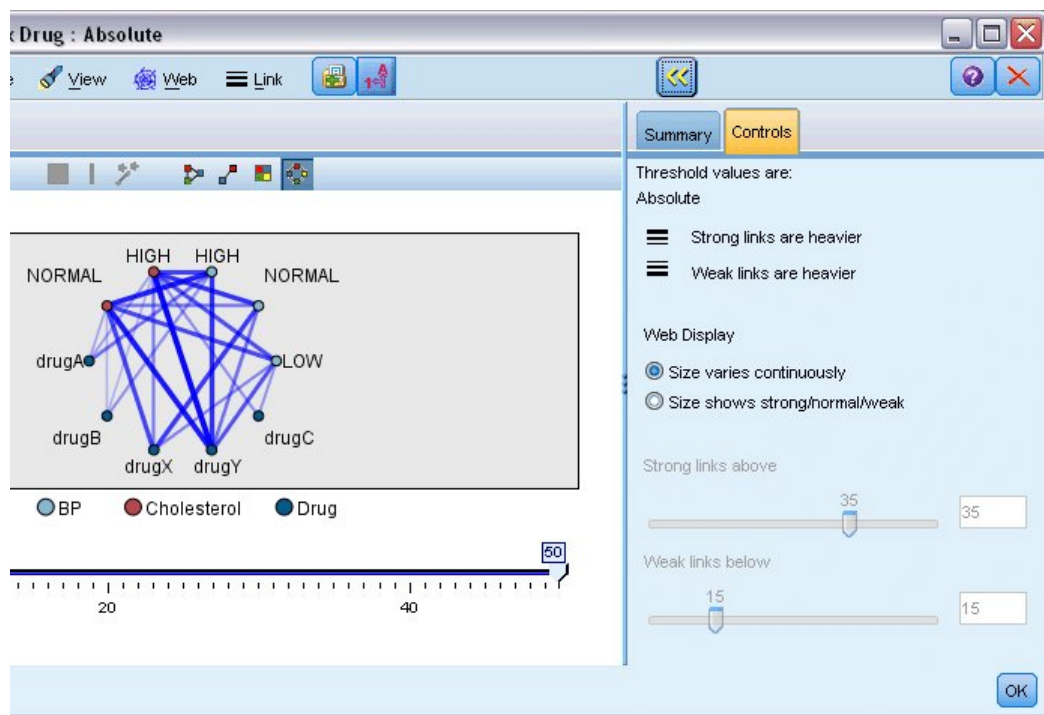 x Drug : Absolute
e View Web Link
Summary Controls
Threshold values are:
Absolute
Strong links are heavier
Weak links are heavier
Web Display
Size varies continuously
Size shows strong/normal/weak
Strong links above
35 35
Weak links below
15 15
HIGH HIGH
NORMAL NORMAL
drugA LOW
drugB drugC
drugX drugY
BP Cholesterol Drug
50
20 40
OK